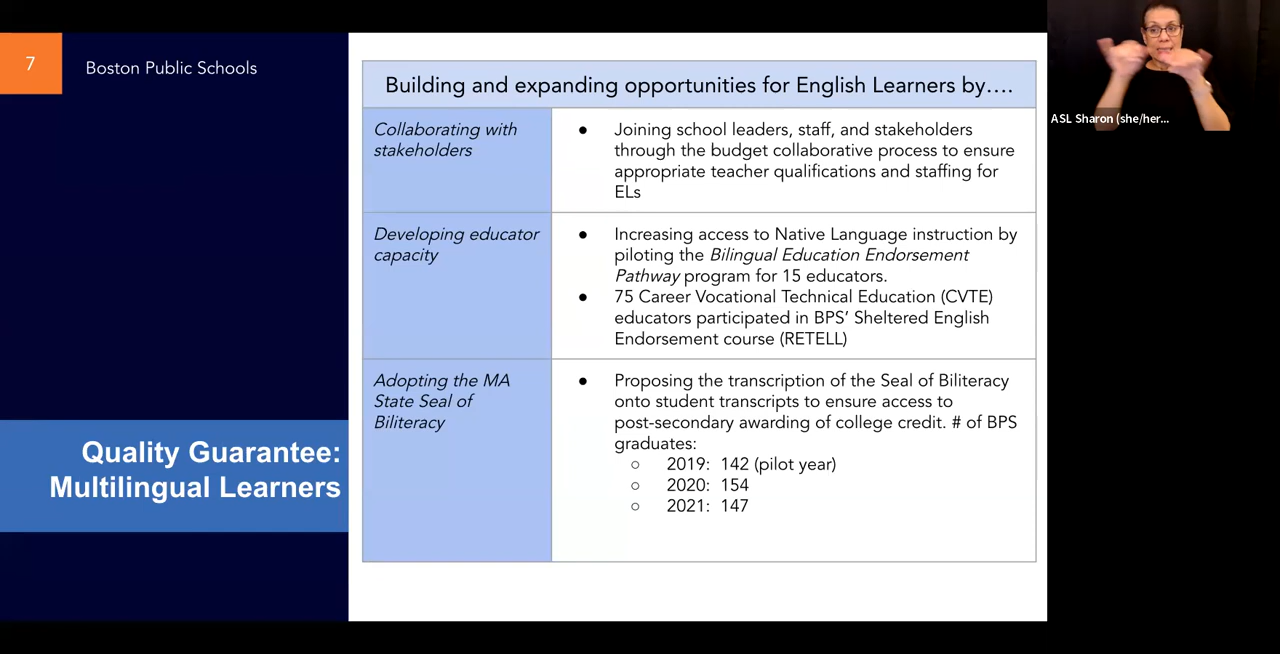 7
Boston Public Schools
Quality Guarantee:
Multilingual Learners
Building and expanding opportunities for English Learners by….
Collaborating with
stakeholders
● Joining school leaders, staff, and stakeholders
through the budget collaborative process to ensure
appropriate teacher qualifications and staffing for
ELs
Developing educator
capacity
● Increasing access to Native Language instruction by
piloting the Bilingual Education Endorsement
Pathway program for 15 educators.
● 75 Career Vocational Technical Education (CVTE)
educators participated in BPS’ Sheltered English
Endorsement course (RETELL)
Adopting the MA
State Seal of
Biliteracy
● Proposing the transcription of the Seal of Biliteracy
onto student transcripts to ensure access to
post-secondary awarding of college credit. # of BPS
graduates:
○ 2019: 142 (pilot year)
○ 2020: 154
○ 2021: 147
ASL Sharon (she/her...